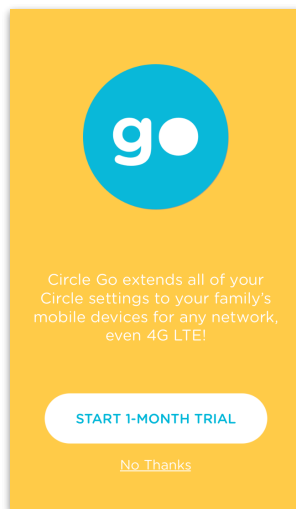 go
Circle Go extends all of your
Circle settings to your family's
mobile devices for any network,
even 4G LTE!
START 1-MONTH TRIAL
No Thanks